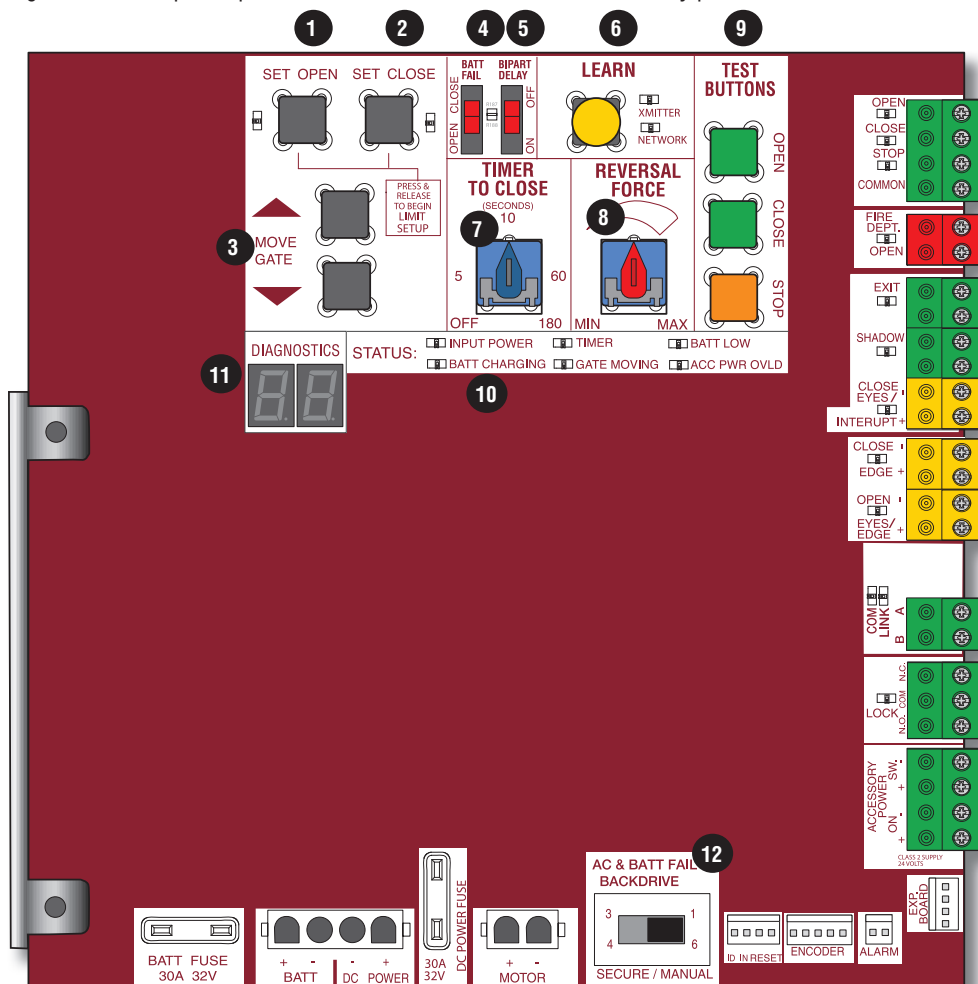 1
2
4
5
6
9
SET OPEN
SET CLOSE
BATT FAIL
OPEN CLOSE
BIPART DELAY
ON OFF
R187
LEARN
XMITTER
NETWORK
TEST BUTTONS
OPEN
CLOSE
STOP
PRESS &
RELEASE
TO BEGIN
LIMIT
SETUP
3
MOVE
GATE
TIMER
TO CLOSE
(SECONDS)
10
7
5
60
OFF
180
REVERSAL
FORCE
8
MIN
MAX
11
DIAGNOSTICS
88
STATUS:
INPUT POWER
TIMER
BATT LOW
BATT CHARGING
GATE MOVING
ACC PWR OVLD
10
OPEN
CLOSE
STOP
COMMON
FIRE
DEPT.
OPEN
EXIT
SHADOW
CLOSE -
EYES/
INTERUPT +
CLOSE -
EDGE +
OPEN -
EYES/
EDGE +
COM
LINK
A
B
LOCK
N.C.
COM
N.O.
ACCESSORY
POWER
SW. - +
ON - +
CLASS 2 SUPPLY
24 VOLTS
EXP.
BOARD
BATT FUSE
30A 32V
+ -
BATT
- +
DC POWER
DC POWER FUSE
30A
32V
+ -
MOTOR
12
AC & BATT FAIL
BACKDRIVE
3
1
4
6
SECURE / MANUAL
ID IN RESET
ENCODER
ALARM